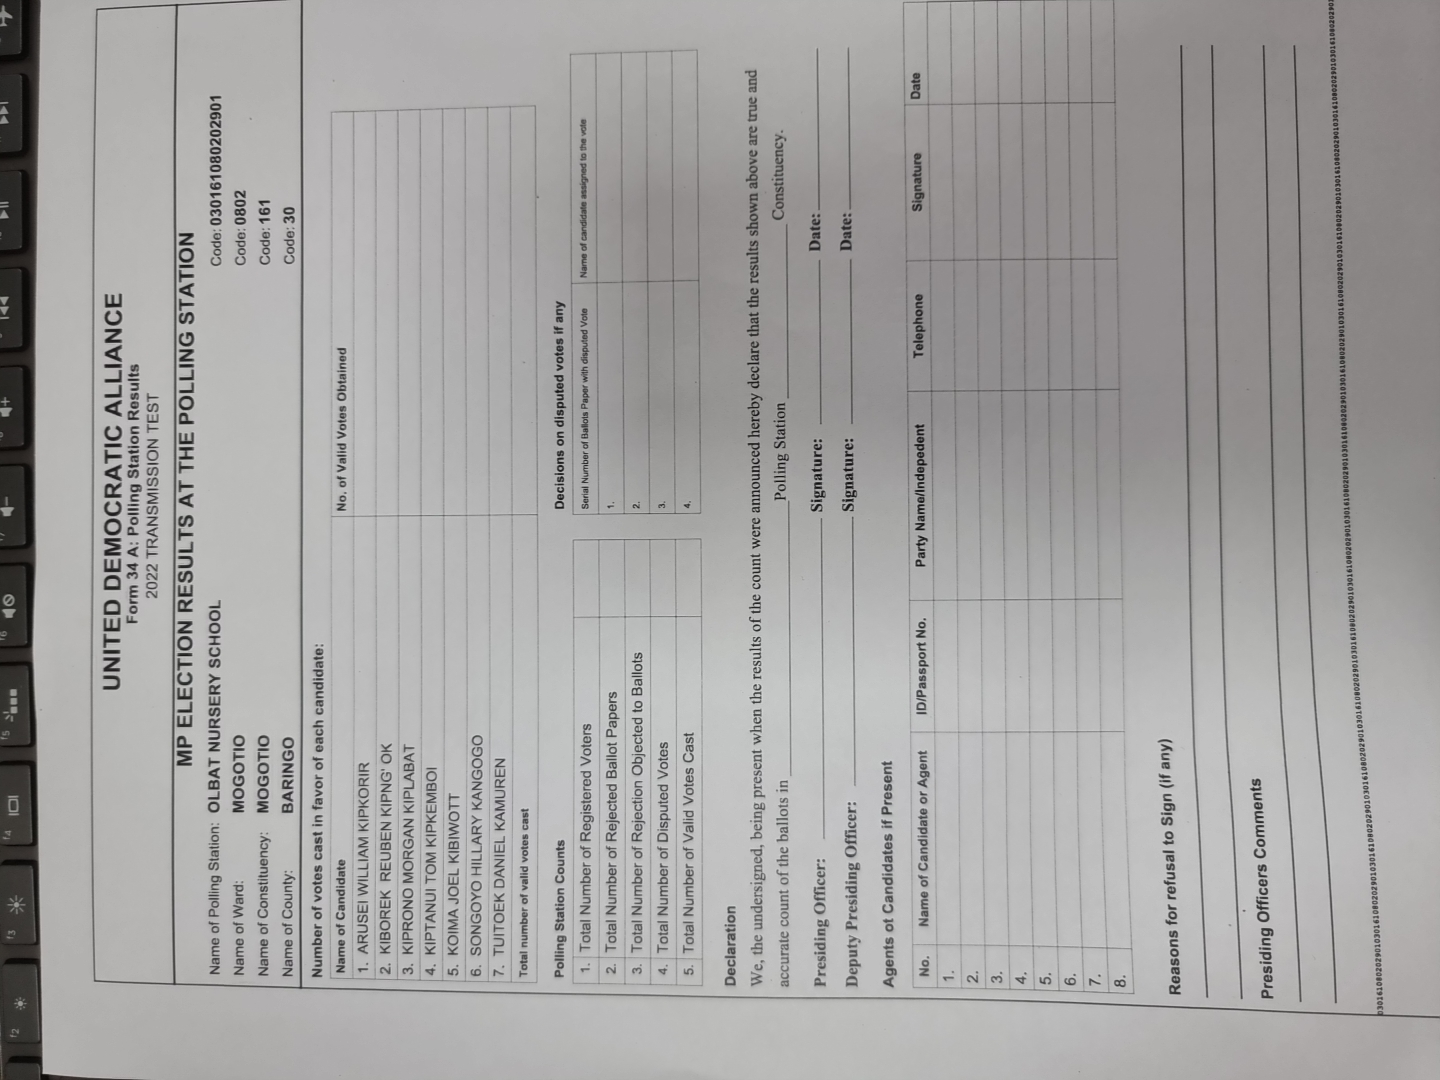 f2 f3 f4 f5 f6
UNITED DEMOCRATIC ALLIANCE
Form 34 A: Polling Station Results
2022 TRANSMISSION TEST
MP ELECTION RESULTS AT THE POLLING STATION
Name of Polling Station: OLBAT NURSERY SCHOOL Code: 030161080202901
Name of Ward: MOGOTIO Code: 0802
Name of Constituency: MOGOTIO Code: 161
Name of County: BARINGO Code: 30
Number of votes cast in favor of each candidate:
Name of Candidate No. of Valid Votes Obtained
1. ARUSEI WILLIAM KIPKORIR
2. KIBOREK REUBEN KIPNG' OK
3. KIPRONO MORGAN KIPLABAT
4. KIPTANUI TOM KIPKEMBOI
5. KOIMA JOEL KIBIWOTT
6. SONGOYO HILLARY KANGOGO
7. TUITOEK DANIEL KAMUREN
Total number of valid votes cast
Polling Station Counts
1. Total Number of Registered Voters
2. Total Number of Rejected Ballot Papers
3. Total Number of Rejection Objected to Ballots
4. Total Number of Disputed Votes
5. Total Number of Valid Votes Cast
Decisions on disputed votes if any
Serial Number of Ballots Paper with disputed Vote Name of candidate assigned to the vote
1.
2.
3.
4.
Declaration
We, the undersigned, being present when the results of the count were announced hereby declare that the results shown above are true and
accurate count of the ballots in Polling Station Constituency.
Presiding Officer: Signature: Date:
Deputy Presiding Officer: Signature: Date:
Agents ot Candidates if Present
No. Name of Candidate or Agent ID/Passport No. Party Name/Indepedent Telephone Signature Date
1.
2.
3.
4.
5.
6.
7.
8.
Reasons for refusal to Sign (if any)
Presiding Officers Comments